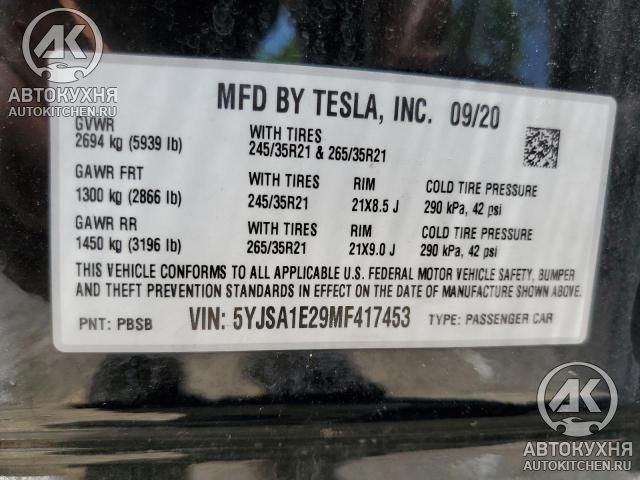 AK
АВТОКУХНЯ
AUTOKITCHEN.RU
MFD BY TESLA, INC. 09/20
GVWR
2694 kg (5939 lb)
WITH TIRES
245/35R21 & 265/35R21
GAWR FRT
1300 kg (2866 lb)
WITH TIRES
245/35R21
RIM
21X8.5 J
COLD TIRE PRESSURE
290 kPa, 42 psi
GAWR RR
1450 kg (3196 lb)
WITH TIRES
265/35R21
RIM
21X9.0 J
COLD TIRE PRESSURE
290 kPa, 42 psi
THIS VEHICLE CONFORMS TO ALL APPLICABLE U.S. FEDERAL MOTOR VEHICLE SAFETY, BUMPER
AND THEFT PREVENTION STANDARDS IN EFFECT ON THE DATE OF MANUFACTURE SHOWN ABOVE.
PNT: PBSB VIN: 5YJSA1E29MF417453 TYPE: PASSENGER CAR
AK
АВТОКУХНЯ
AUTOKITCHEN.RU